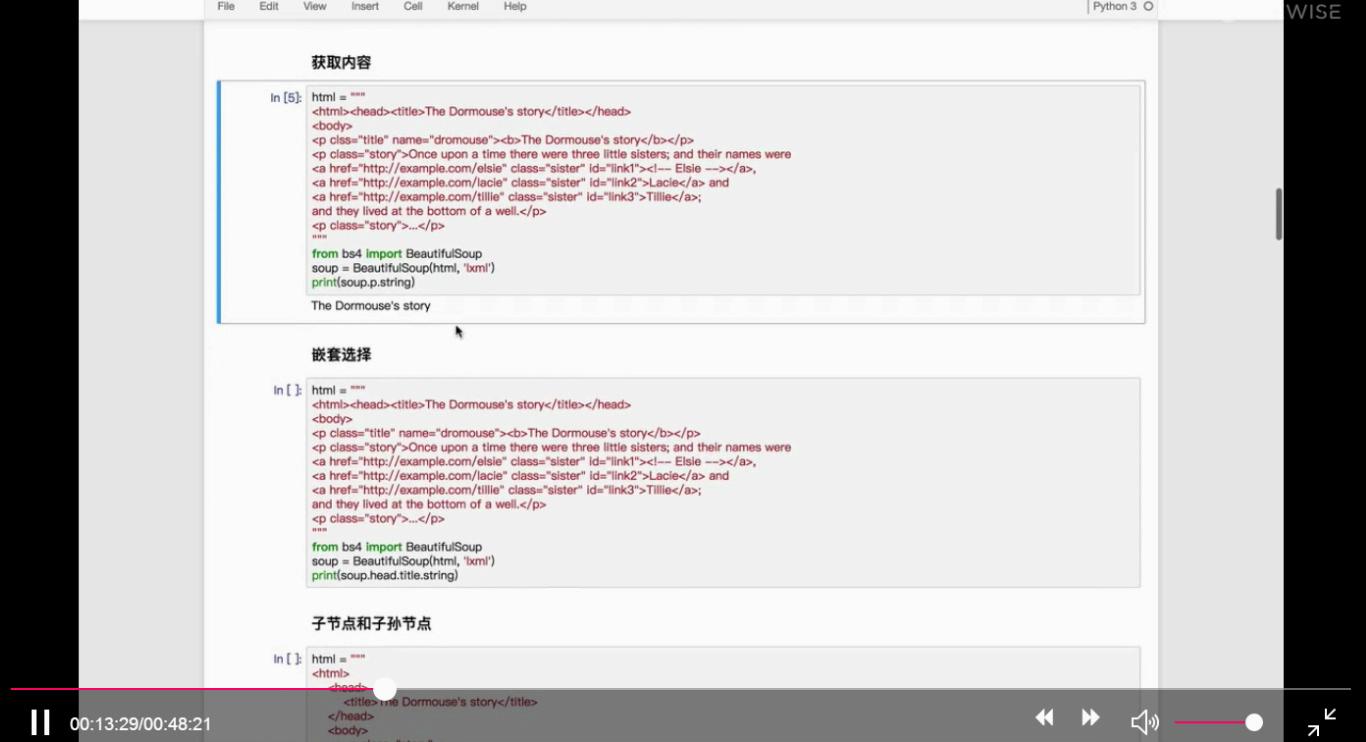 File Edit View Insert Cell Kernel Help Python 3
WISE
获取内容
In [5]: html = """
<html><head><title>The Dormouse's story</title></head>
<body>
<p clss="title" name="dromouse"><b>The Dormouse's story</b></p>
<p class="story">Once upon a time there were three little sisters; and their names were
<a href="http://example.com/elsie" class="sister" id="link1"><!-- Elsie --></a>,
<a href="http://example.com/lacie" class="sister" id="link2">Lacie</a> and
<a href="http://example.com/tillie" class="sister" id="link3">Tillie</a>;
and they lived at the bottom of a well.</p>
<p class="story">...</p>
"""
from bs4 import BeautifulSoup
soup = BeautifulSoup(html, 'lxml')
print(soup.p.string)
The Dormouse's story
嵌套选择
In [ ]: html = """
<html><head><title>The Dormouse's story</title></head>
<body>
<p class="title" name="dromouse"><b>The Dormouse's story</b></p>
<p class="story">Once upon a time there were three little sisters; and their names were
<a href="http://example.com/elsie" class="sister" id="link1"><!-- Elsie --></a>,
<a href="http://example.com/lacie" class="sister" id="link2">Lacie</a> and
<a href="http://example.com/tillie" class="sister" id="link3">Tillie</a>;
and they lived at the bottom of a well.</p>
<p class="story">...</p>
"""
from bs4 import BeautifulSoup
soup = BeautifulSoup(html, 'lxml')
print(soup.head.title.string)
子节点和子孙节点
In [ ]: html = """
<html>
<head>
<title>The Dormouse's story</title>
</head>
<body>
00:13:29/00:48:21